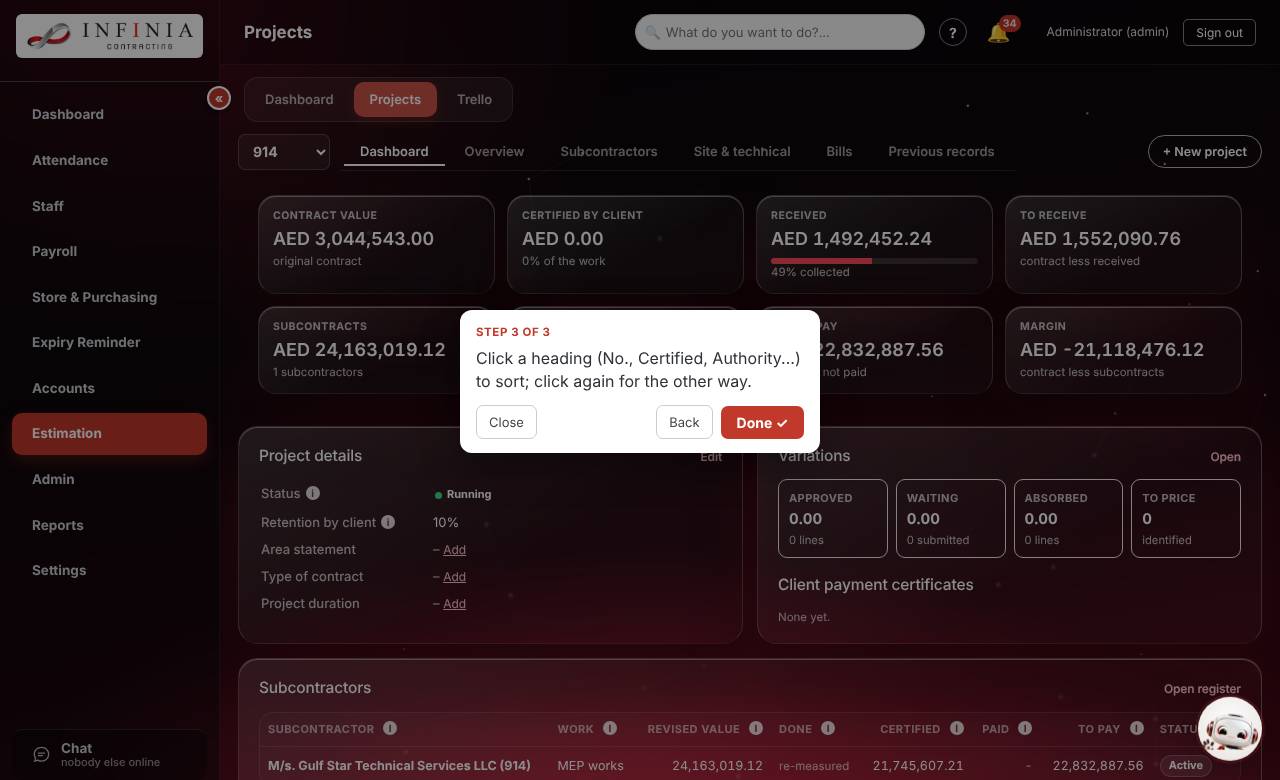 INFINIA
CONTRACTING
Projects
What do you want to do?...
?
34
Administrator (admin)
Sign out
«
Dashboard
Projects
Trello
Dashboard
Attendance
Staff
Payroll
Store & Purchasing
Expiry Reminder
Accounts
Estimation
Admin
Reports
Settings
Chat
nobody else online
914
Dashboard
Overview
Subcontractors
Site & technical
Bills
Previous records
+ New project
CONTRACT VALUE
AED 3,044,543.00
original contract
CERTIFIED BY CLIENT
AED 0.00
0% of the work
RECEIVED
AED 1,492,452.24
49% collected
TO RECEIVE
AED 1,552,090.76
contract less received
SUBCONTRACTS
AED 24,163,019.12
1 subcontractors
PAY
22,832,887.56
not paid
MARGIN
AED -21,118,476.12
contract less subcontracts
STEP 3 OF 3
Click a heading (No., Certified, Authority...)
to sort; click again for the other way.
Close
Back
Done ✓
Project details
Edit
Status i
Running
Retention by client i
10%
Area statement
– Add
Type of contract
– Add
Project duration
– Add
Variations
Open
APPROVED
0.00
0 lines
WAITING
0.00
0 submitted
ABSORBED
0.00
0 lines
TO PRICE
0
identified
Client payment certificates
None yet.
Subcontractors
Open register
SUBCONTRACTOR i WORK i REVISED VALUE i DONE i CERTIFIED i PAID i TO PAY i STATU
M/s. Gulf Star Technical Services LLC (914) MEP works 24,163,019.12 re-measured 21,745,607.21 - 22,832,887.56 Active